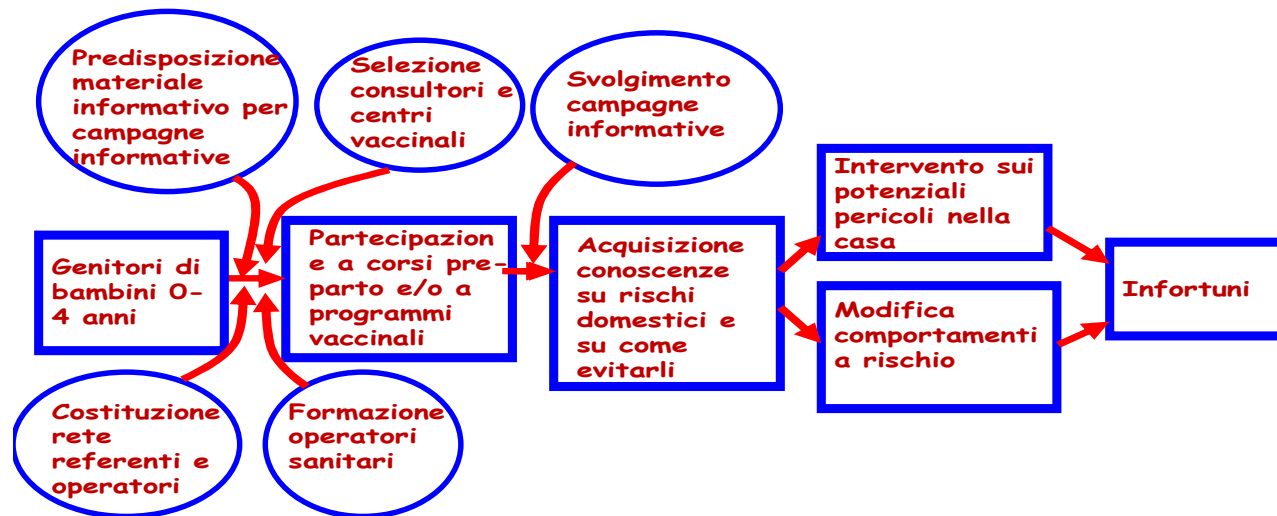 Predisposizione
materiale
informativo per
campagne
informative
Selezione
consultori e
centri
vaccinali
Svolgimento
campagne
informative
Genitori di
bambini 0-
4 anni
Partecipazion
e a corsi pre-
parto e/o a
programmi
vaccinali
Acquisizione
conoscenze
su rischi
domestici e
su come
evitarli
Intervento sui
potenziali
pericoli nella
casa
Modifica
comportamenti
a rischio
Infortuni
Costituzione
rete
referenti e
operatori
Formazione
operatori
sanitari